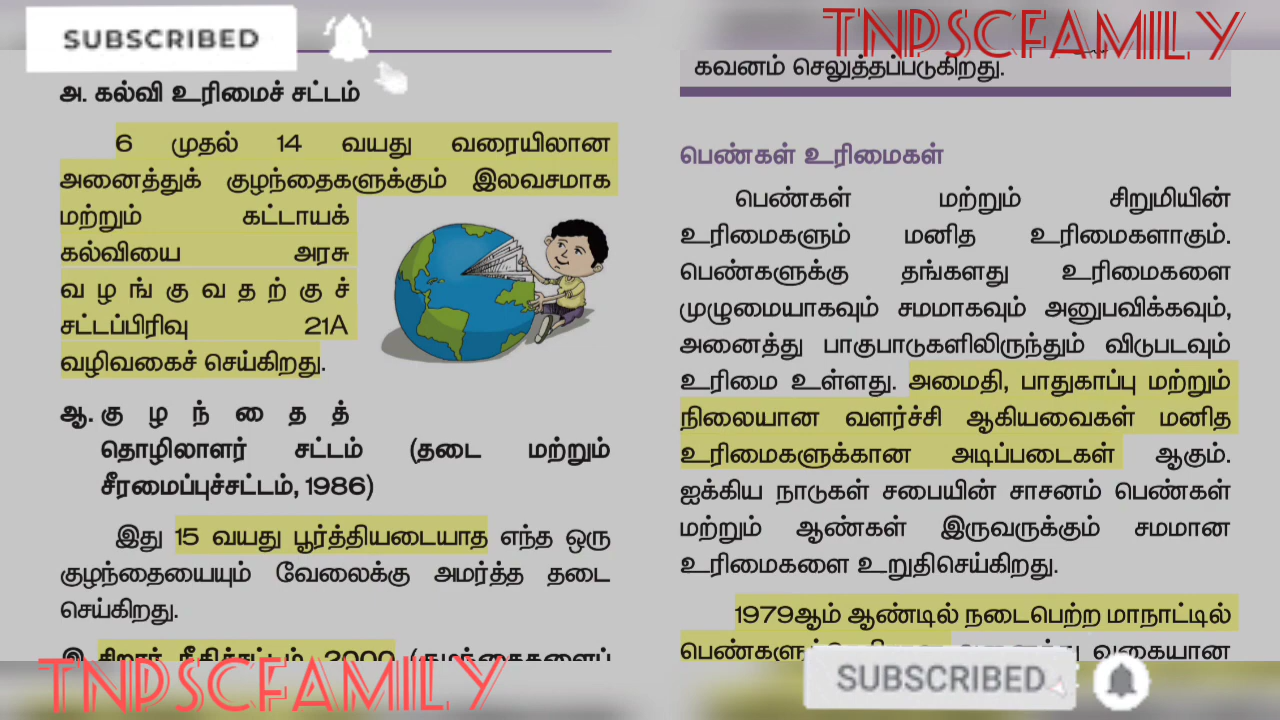 SUBSCRIBED
அ. கல்வி உரிமைச் சட்டம்
6 முதல் 14 வயது வரையிலான
அனைத்துக் குழந்தைகளுக்கும் இலவசமாக
மற்றும் கட்டாயக்
கல்வியை அரசு
வழங்குவதற்குச்
சட்டப்பிரிவு 21A
வழிவகைச் செய்கிறது.
ஆ. குழந்தைத்
தொழிலாளர் சட்டம் (தடை மற்றும்
சீரமைப்புச்சட்டம், 1986)
இது 15 வயது பூர்த்தியடையாத எந்த ஒரு
குழந்தையையும் வேலைக்கு அமர்த்த தடை
செய்கிறது.
இ. சிறார் நீதிச்சட்டம் 2000 (குழந்தைகளைப்
TNPSCFAMILY
TNPSCFAMILY
கவனம் செலுத்தப்படுகிறது.
பெண்கள் உரிமைகள்
பெண்கள் மற்றும் சிறுமியின்
உரிமைகளும் மனித உரிமைகளாகும்.
பெண்களுக்கு தங்களது உரிமைகளை
முழுமையாகவும் சமமாகவும் அனுபவிக்கவும்,
அனைத்து பாகுபாடுகளிலிருந்தும் விடுபடவும்
உரிமை உள்ளது. அமைதி, பாதுகாப்பு மற்றும்
நிலையான வளர்ச்சி ஆகியவைகள் மனித
உரிமைகளுக்கான அடிப்படைகள் ஆகும்.
ஐக்கிய நாடுகள் சபையின் சாசனம் பெண்கள்
மற்றும் ஆண்கள் இருவருக்கும் சமமான
உரிமைகளை உறுதிசெய்கிறது.
1979ஆம் ஆண்டில் நடைபெற்ற மாநாட்டில்
வகையான
SUBSCRIBED